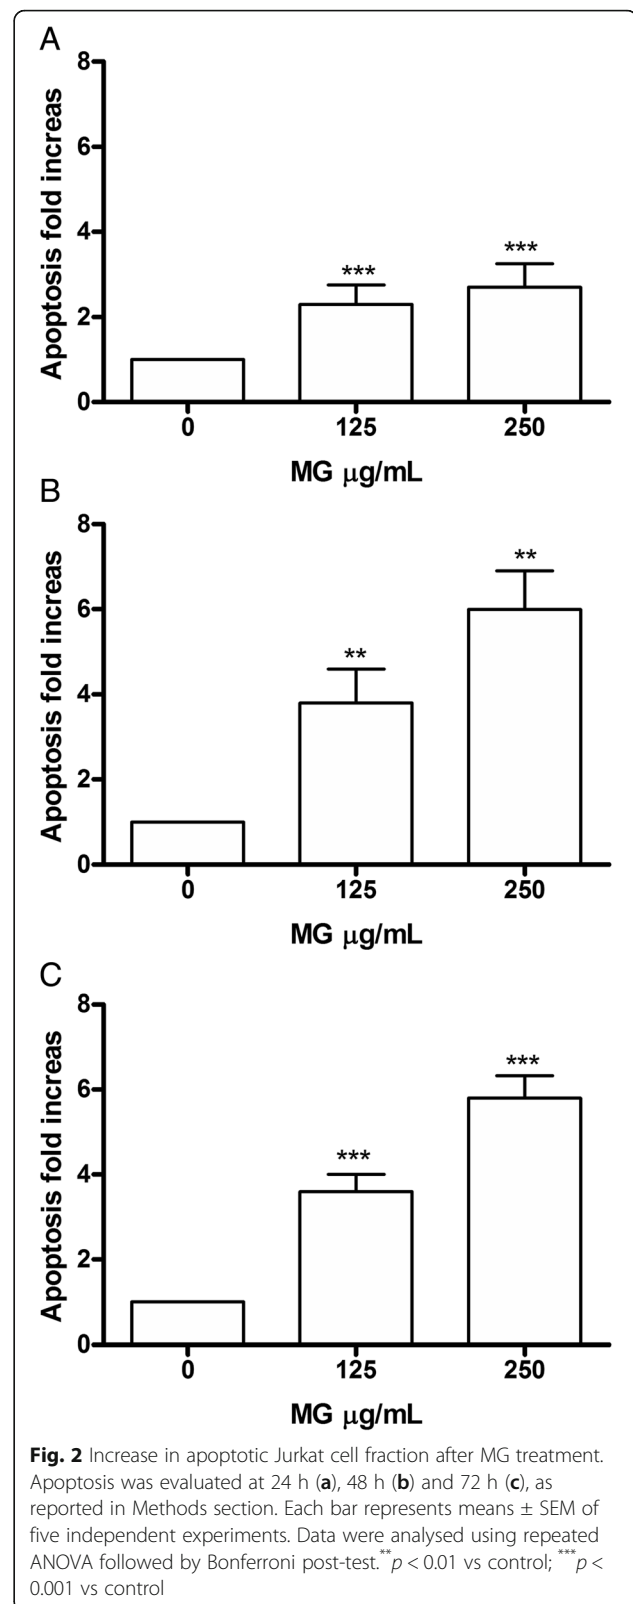 A
8
6
4
2
0
Apoptosis fold increas
***
***
0 125 250
MG μg/mL
B
8
6
4
2
0
Apoptosis fold increas
**
**
0 125 250
MG μg/mL
C
8
6
4
2
0
Apoptosis fold increas
***
***
0 125 250
MG μg/mL
Fig. 2 Increase in apoptotic Jurkat cell fraction after MG treatment.
Apoptosis was evaluated at 24 h (a), 48 h (b) and 72 h (c), as
reported in Methods section. Each bar represents means ± SEM of
five independent experiments. Data were analysed using repeated
ANOVA followed by Bonferroni post-test.**p < 0.01 vs control; ***p <
0.001 vs control